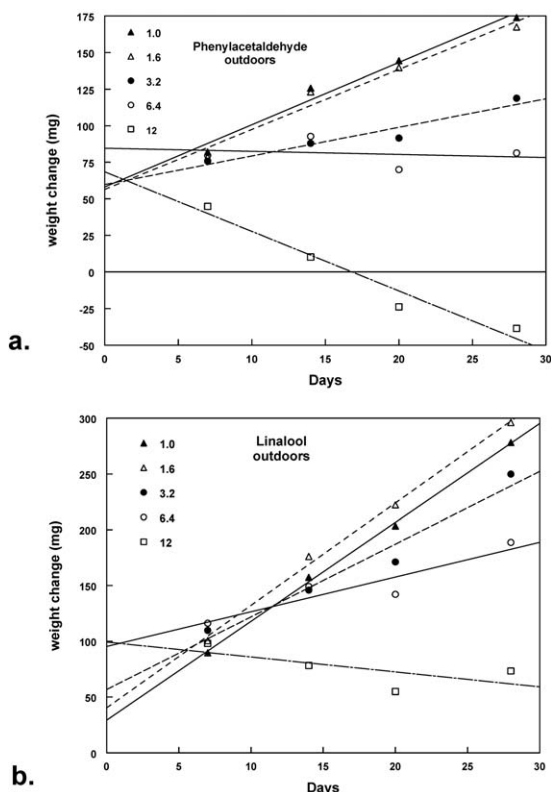 175
150
125
100
75
50
25
0
-25
-50
weight change (mg)
1.0
1.6
3.2
6.4
12
Phenylacetaldehyde
outdoors
0 5 10 15 20 25 30
Days
a.
300
250
200
150
100
50
0
weight change (mg)
1.0
1.6
3.2
6.4
12
Linalool
outdoors
0 5 10 15 20 25 30
Days
b.